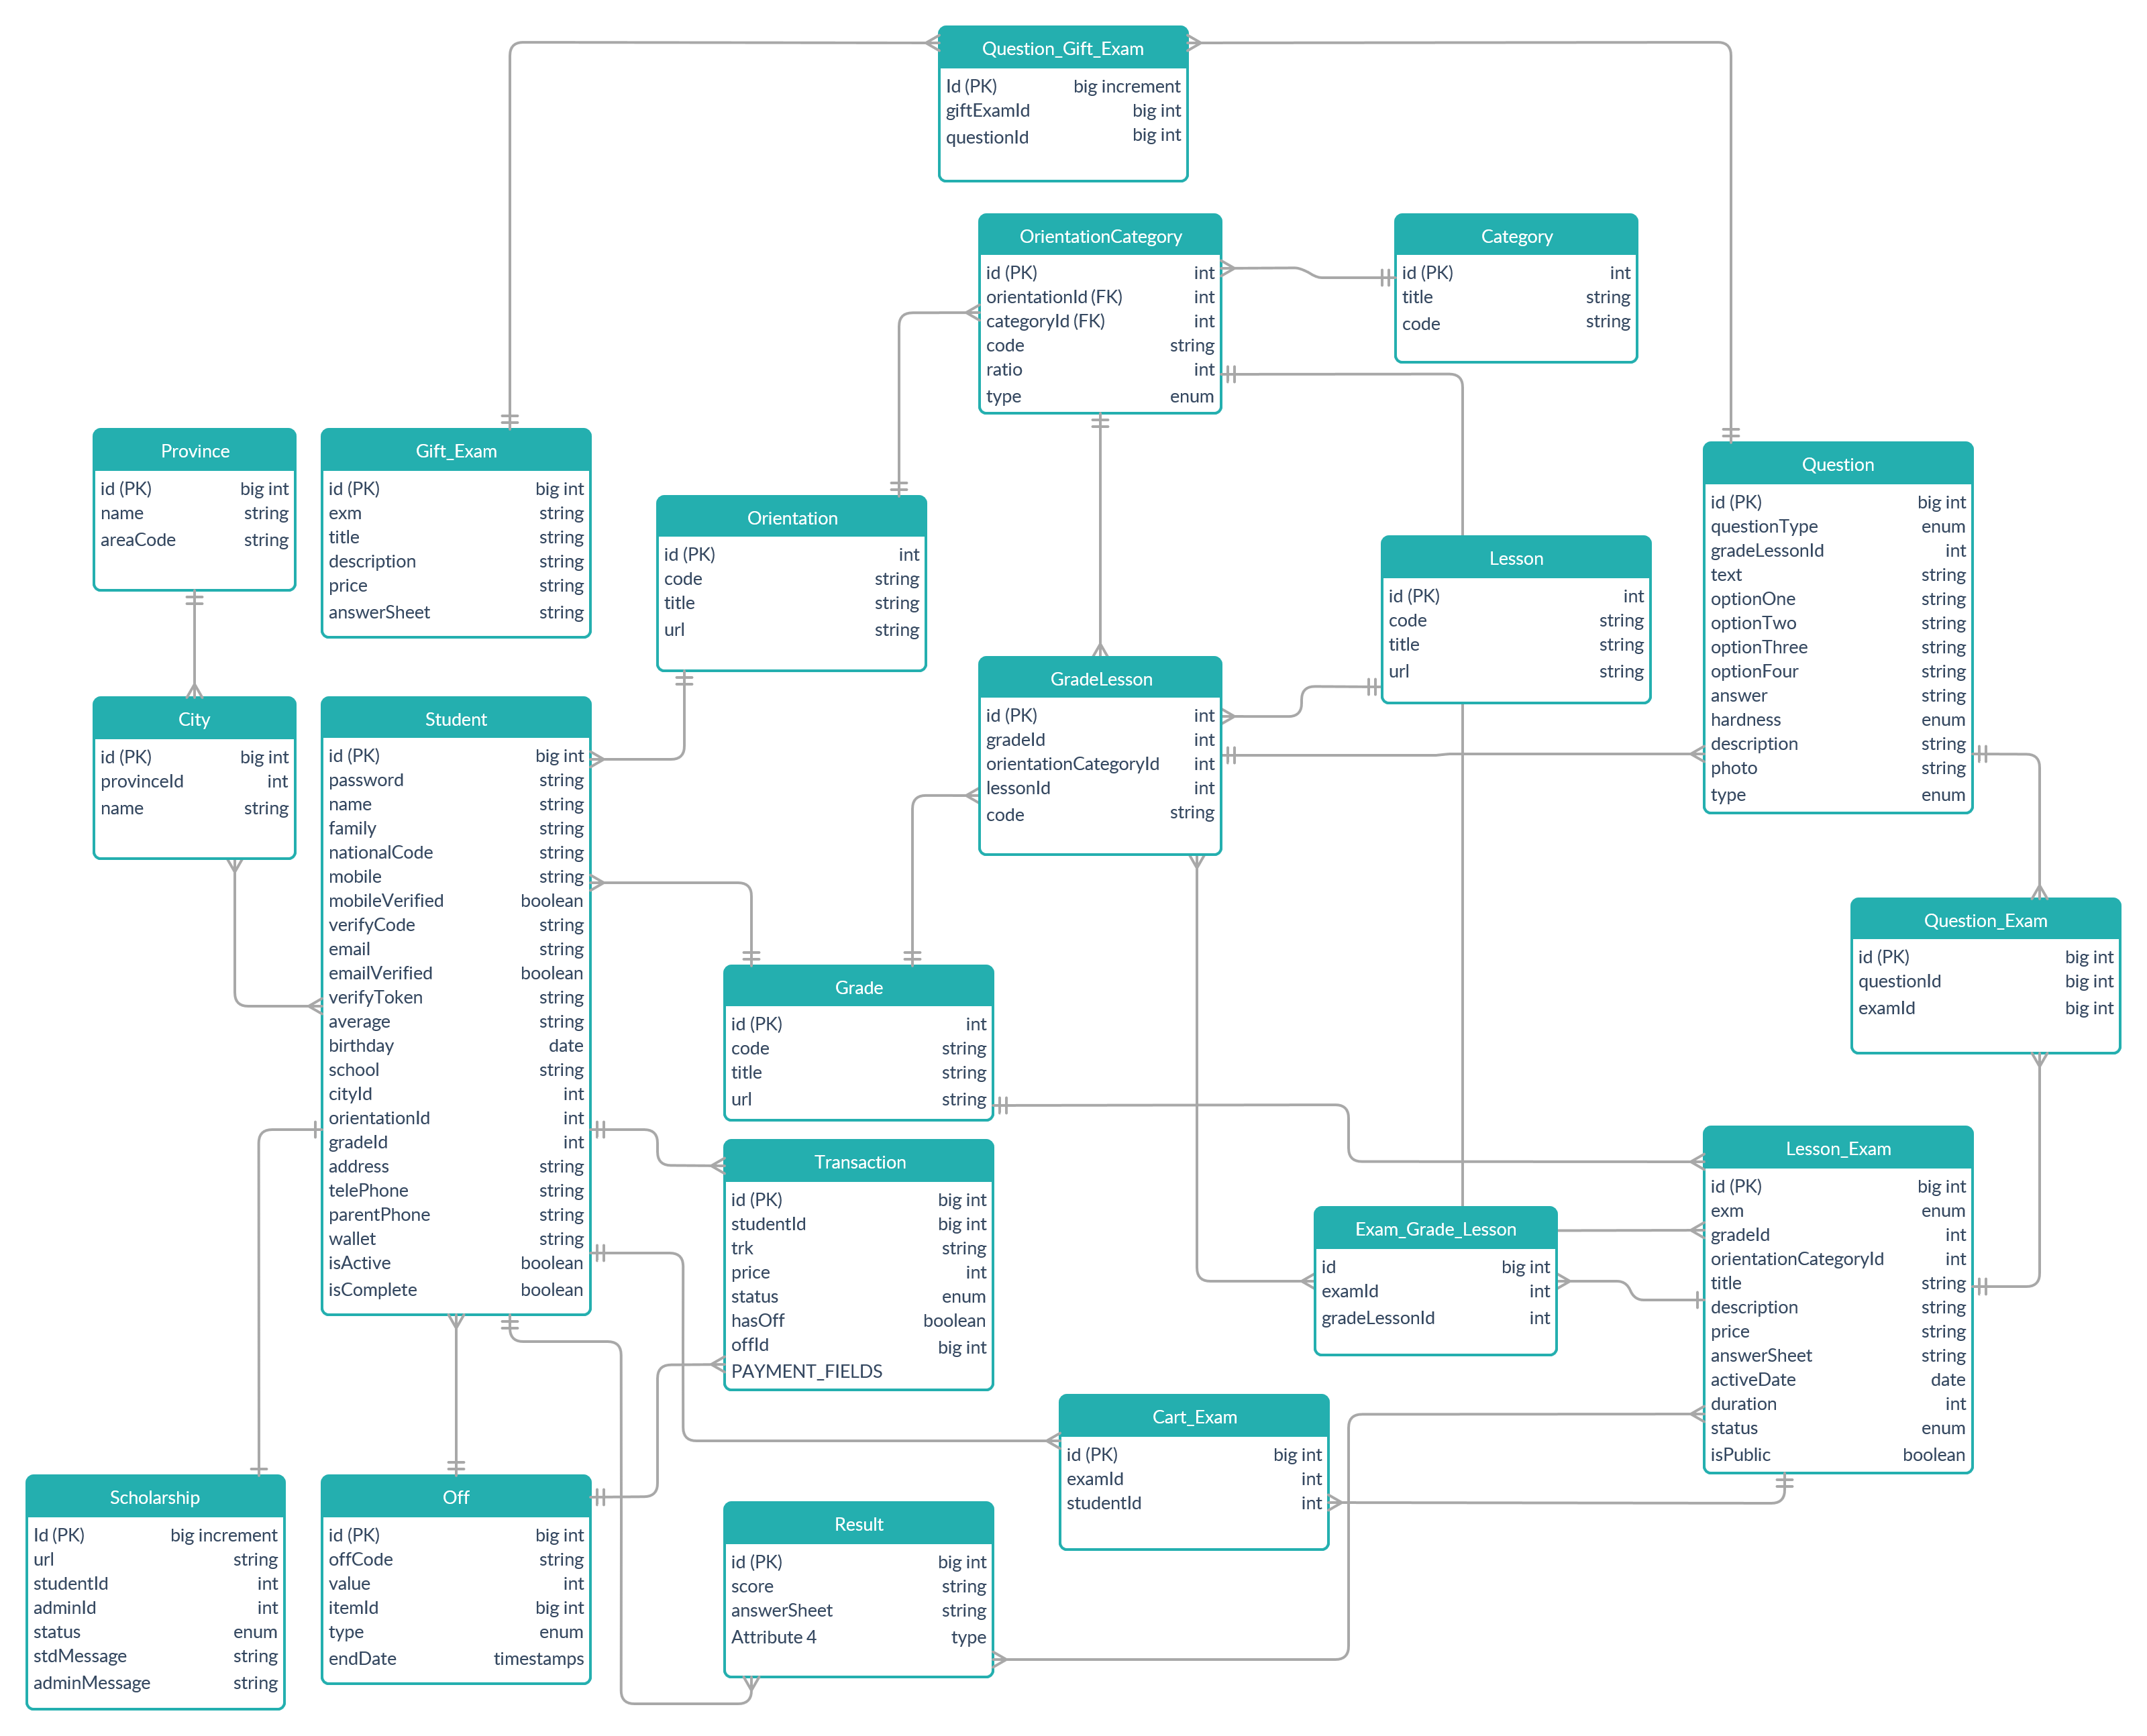 Question_Gift_Exam
Id (PK) big increment
giftExamId big int
questionId big int
OrientationCategory
id (PK) int
orientationId (FK) int
categoryId (FK) int
code string
ratio int
type enum
Category
id (PK) int
title string
code string
Province
id (PK) big int
name string
areaCode string
Gift_Exam
id (PK) big int
exm string
title string
description string
price string
answerSheet string
Orientation
id (PK) int
code string
title string
url string
Lesson
id (PK) int
code string
title string
url string
Question
id (PK) big int
questionType enum
gradeLessonId int
text string
optionOne string
optionTwo string
optionThree string
optionFour string
answer string
hardness enum
description string
photo string
type enum
City
id (PK) big int
provinceId int
name string
Student
id (PK) big int
password string
name string
family string
nationalCode string
mobile string
mobileVerified boolean
verifyCode string
email string
emailVerified boolean
verifyToken string
average string
birthday date
school string
cityId int
orientationId int
gradeId int
address string
telePhone string
parentPhone string
wallet string
isActive boolean
isComplete boolean
GradeLesson
id (PK) int
gradeId int
orientationCategoryId int
lessonId int
code string
Question_Exam
id (PK) big int
questionId big int
examId big int
Grade
id (PK) int
code string
title string
url string
Transaction
id (PK) big int
studentId big int
trk string
price int
status enum
hasOff boolean
offId big int
PAYMENT_FIELDS
Exam_Grade_Lesson
id big int
examId int
gradeLessonId int
Lesson_Exam
id (PK) big int
exm enum
gradeId int
orientationCategoryId int
title string
description string
price string
answerSheet string
activeDate date
duration int
status enum
isPublic boolean
Cart_Exam
id (PK) big int
examId int
studentId int
Scholarship
Id (PK) big increment
url string
studentId int
adminId int
status enum
stdMessage string
adminMessage string
Off
id (PK) big int
offCode string
value int
itemId big int
type enum
endDate timestamps
Result
id (PK) big int
score string
answerSheet string
Attribute 4 type